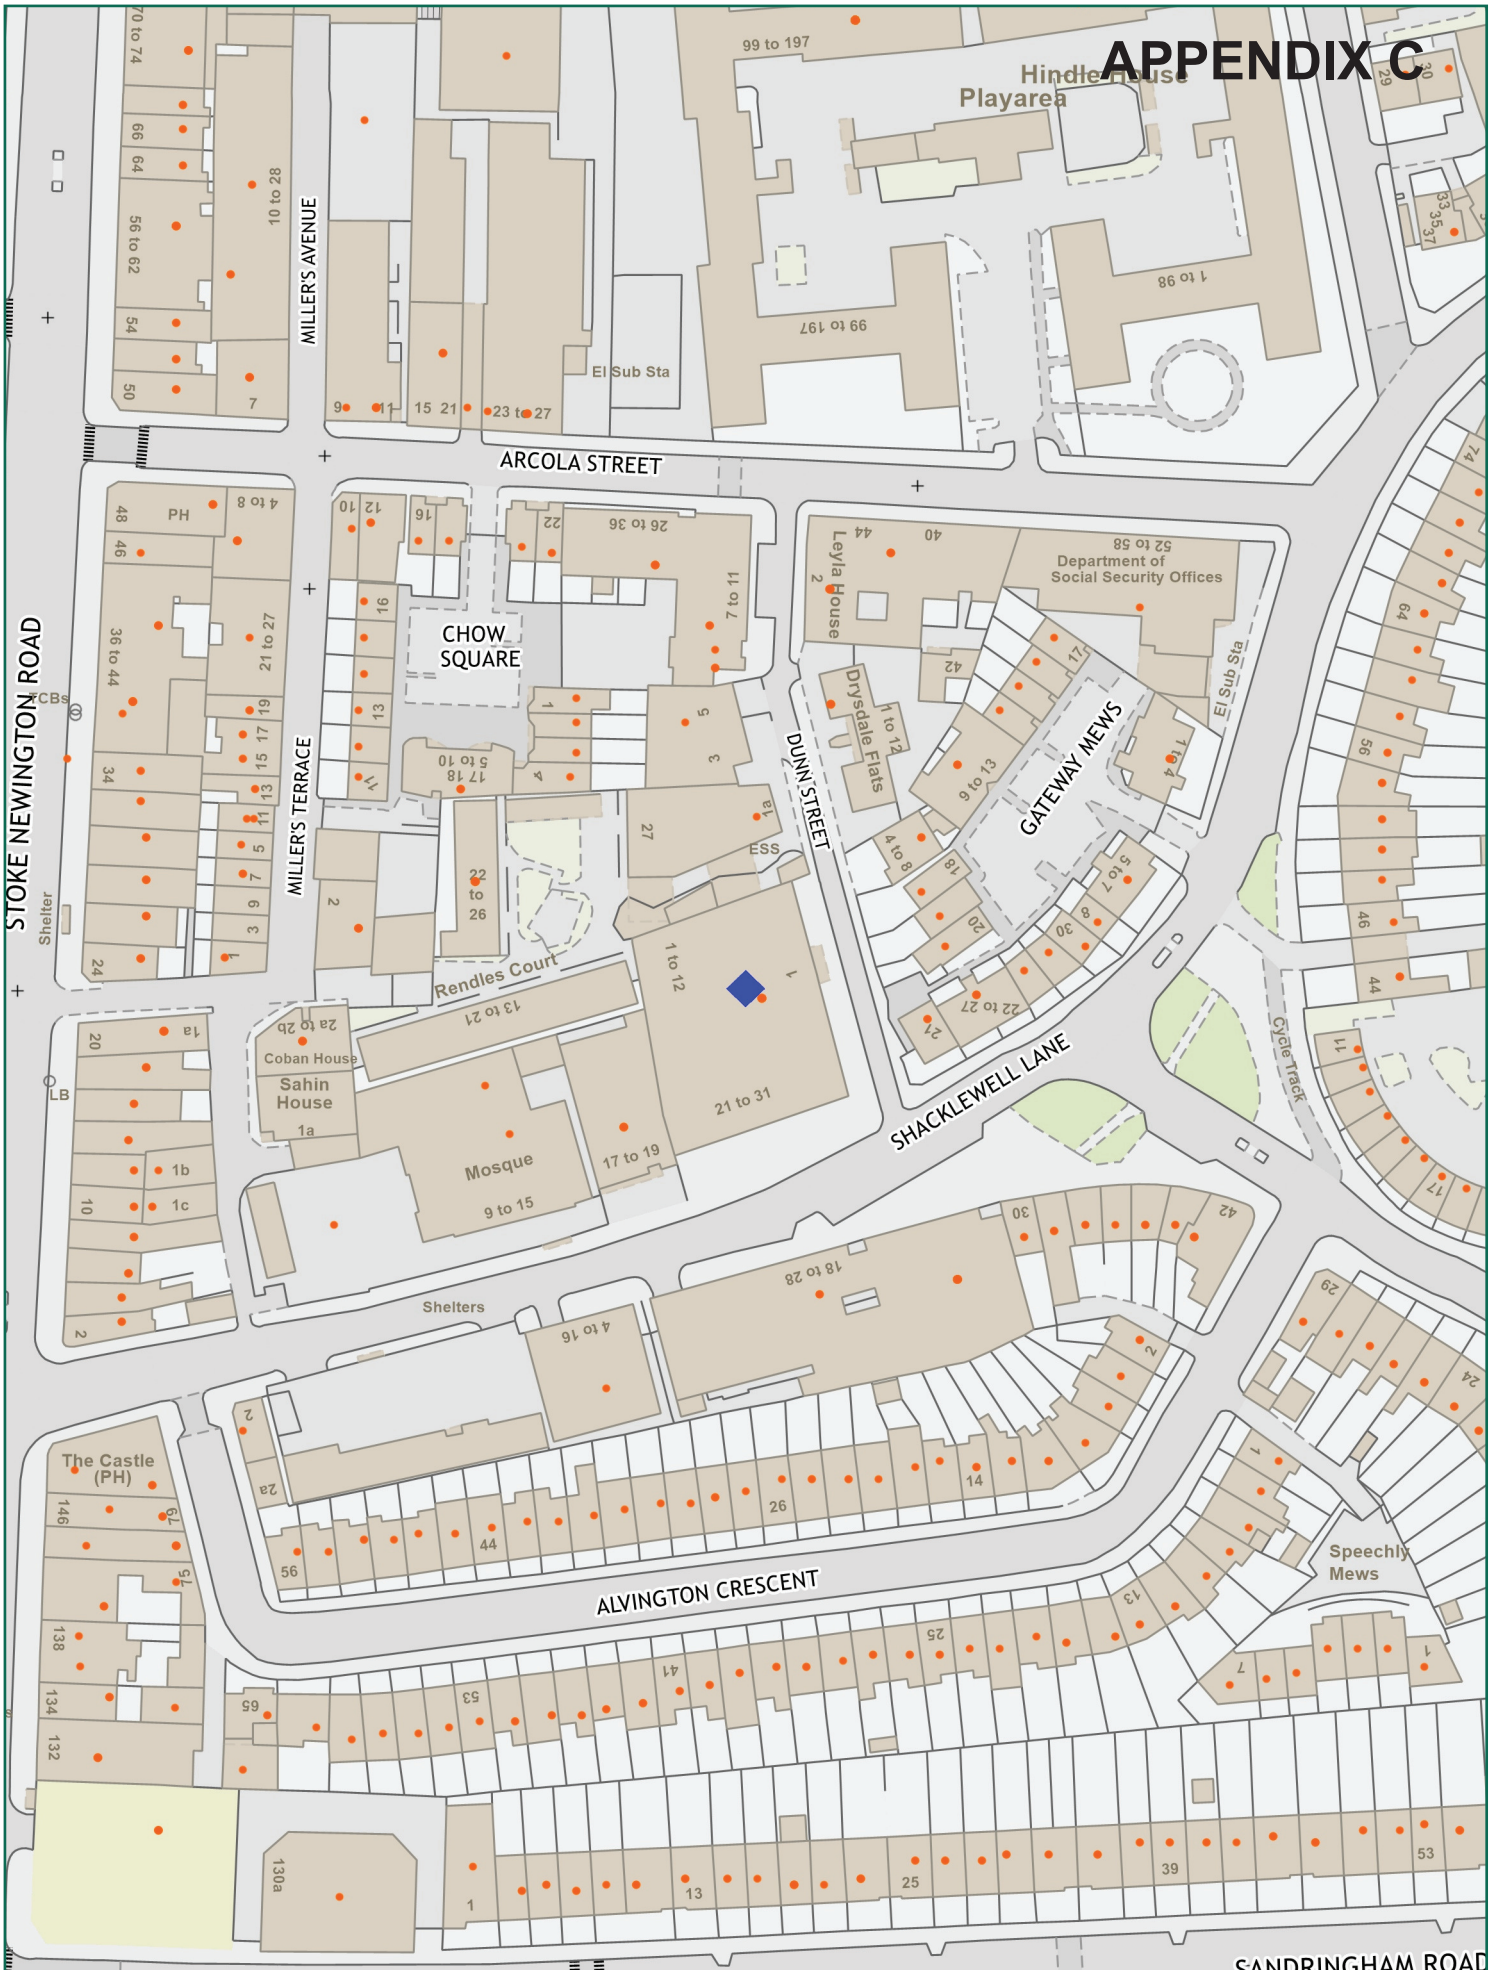 APPENDIX C
70 to 74
99 to 197
Hindle House
Playarea
29
30
66
64
10 to 28
56 to 62
33
35
37
MILLER'S AVENUE
1 to 98
54
99 to 197
50
7
El Sub Sta
9
11
15
21
23 to 27
ARCOLA STREET
74
48
PH
4 to 8
46
10
12
16
22
26 to 36
44
40
52 to 58
Department of
Social Security Offices
Leyla House
2
7 to 11
16
64
36 to 44
21 to 27
CHOW
SQUARE
42
17
El Sub Sta
STOKE NEWINGTON ROAD
TCBs
19
13
1
5
Drysdale Flats
1 to 12
17
15
34
13
11
5 to 10
17 18
4
3
DUNN STREET
9 to 13
GATEWAY MEWS
1 to 4
56
MILLER'S TERRACE
11
5
7
9
3
1
27
1a
ESS
4 to 8
18
5 to 7
2
22
to
26
Shelter
24
20
8
30
46
44
1 to 12
1
Rendles Court
13 to 21
22 to 27
21
20
1a
2a to 2b
Coban House
Sahin
House
1a
LB
SHACKLEWELL LANE
Cycle Track
11
21 to 31
Mosque
17 to 19
9 to 15
1b
10
1c
17
30
42
18 to 28
Shelters
4 to 16
2
2
29
24
2
2a
The Castle
(PH)
146
79
75
14
26
44
56
1
Speechly
Mews
ALVINGTON CRESCENT
13
25
138
41
53
7
1
134
65
132
130a
1
13
25
39
53
SANDRINGHAM ROAD